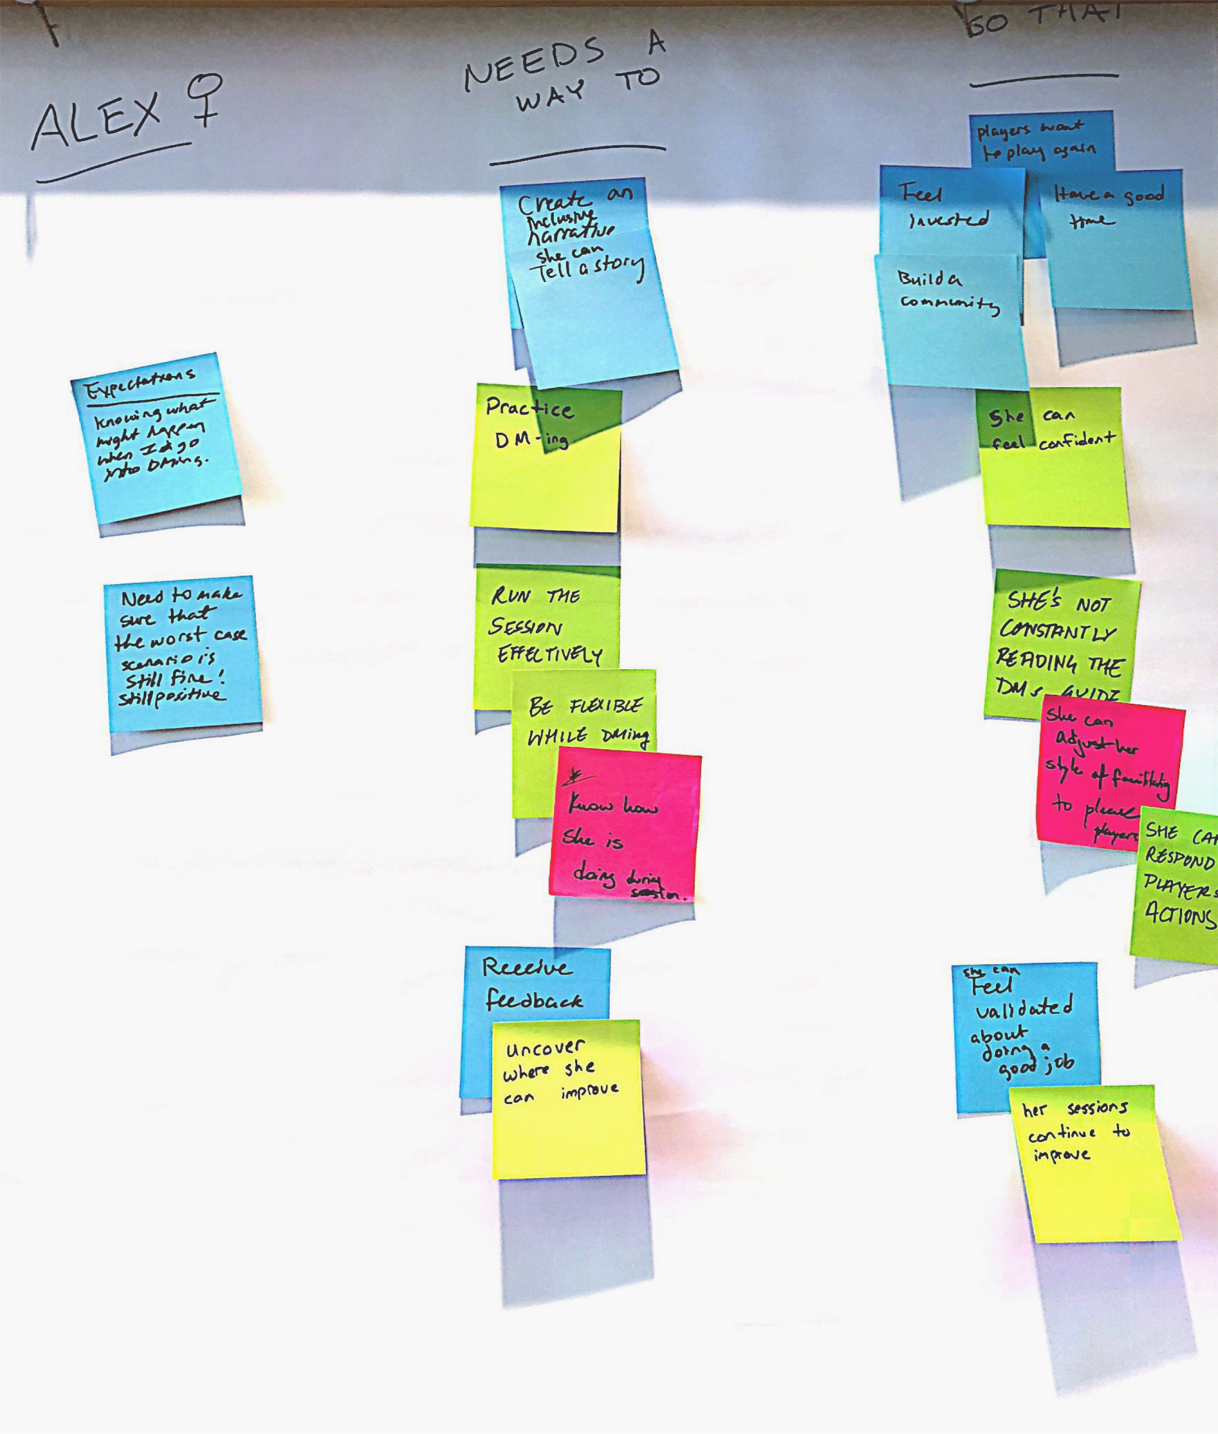 ALEX ♀
NEEDS A
WAY TO
SO THAT
Expectations
Knowing what
might happen
when I do go
into DMing.
Need to make
sure that
the worst case
scenario is
still fine!
still positive
Create an
inclusive
narrative
she can
Tell a story
Practice
DM-ing
RUN THE
SESSION
EFFECTIVELY
BE FLEXIBLE
WHILE DMing
Know how
she is
doing during
session.
Receive
feedback
uncover
where she
can improve
players want
to play again
Feel
Invested
Have a good
time
Build a
community
She can
feel confident
SHE'S NOT
CONSTANTLY
READING THE
DMs GUIDE
She can
adjust her
style of facilitating
to please
players
SHE CA
RESPOND
PLAYERS
ACTIONS
she can
Feel
validated
about
doing a
good job
her sessions
continue to
improve